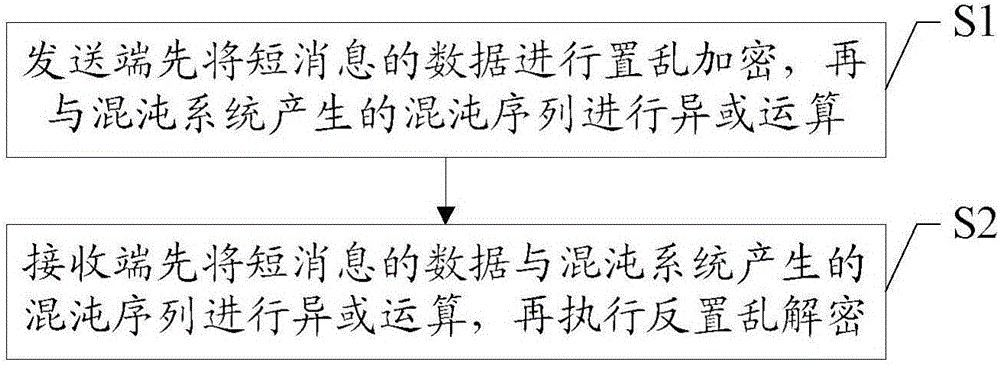 发送端先将短消息的数据进行置乱加密，再
与混沌系统产生的混沌序列进行异或运算
S1
接收端先将短消息的数据与混沌系统产生的
混沌序列进行异或运算，再执行反置乱解密
S2